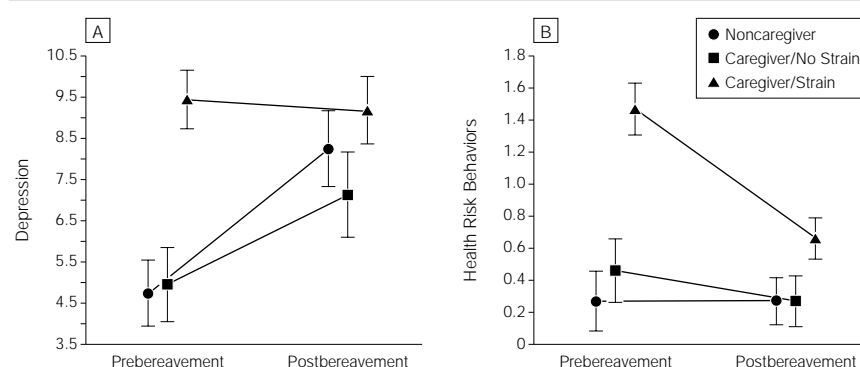 A
10.5
9.5
8.5
7.5
6.5
5.5
4.5
3.5
Depression
Prebereavement
Postbereavement
B
1.8
1.6
1.4
1.2
1.0
0.8
0.6
0.4
0.2
0
Health Risk Behaviors
Prebereavement
Postbereavement
Noncaregiver
Caregiver/No Strain
Caregiver/Strain